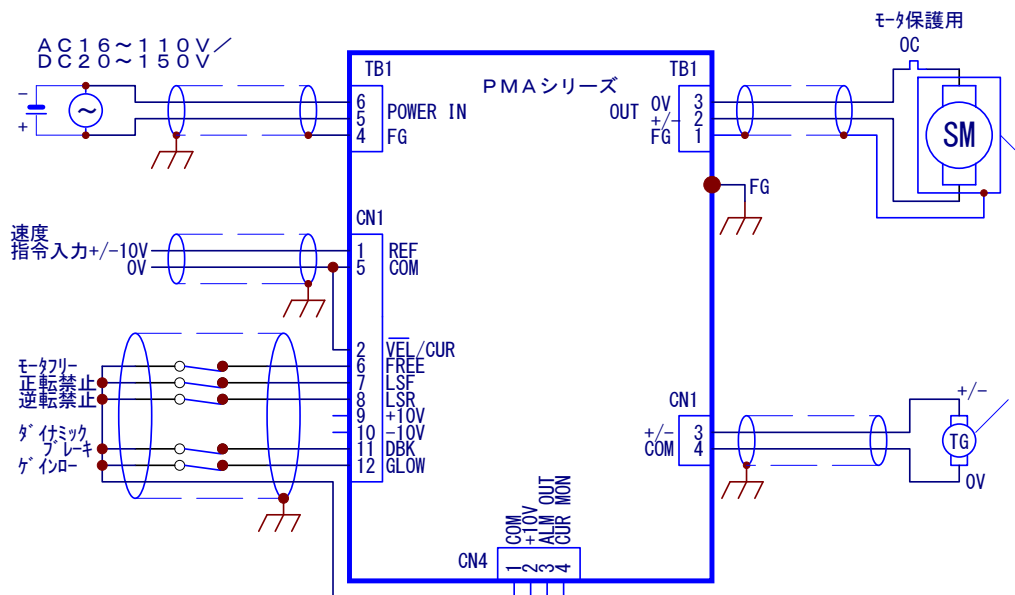 モータ保護用
OC
AC16～110V／
DC20～150V
PMAシリーズ
TB1
6
POWER IN
5
4
FG
－
＋
～
TB1
OUT
0V
3
+/-
2
FG
1
SM
FG
CN1
速度
指令入力+/-10V
1
REF
0V
5
COM
2
VEL/CUR
モータフリー
6
FREE
正転禁止
7
LSF
逆転禁止
8
LSR
9
+10V
10
-10V
ダイナミック
ブレーキ
11
DBK
ゲインロー
12
GLOW
CN1
+/-
3
COM
4
+/-
TG
0V
CN4
COM
+10V
ALM OUT
CUR MON
1
2
3
4